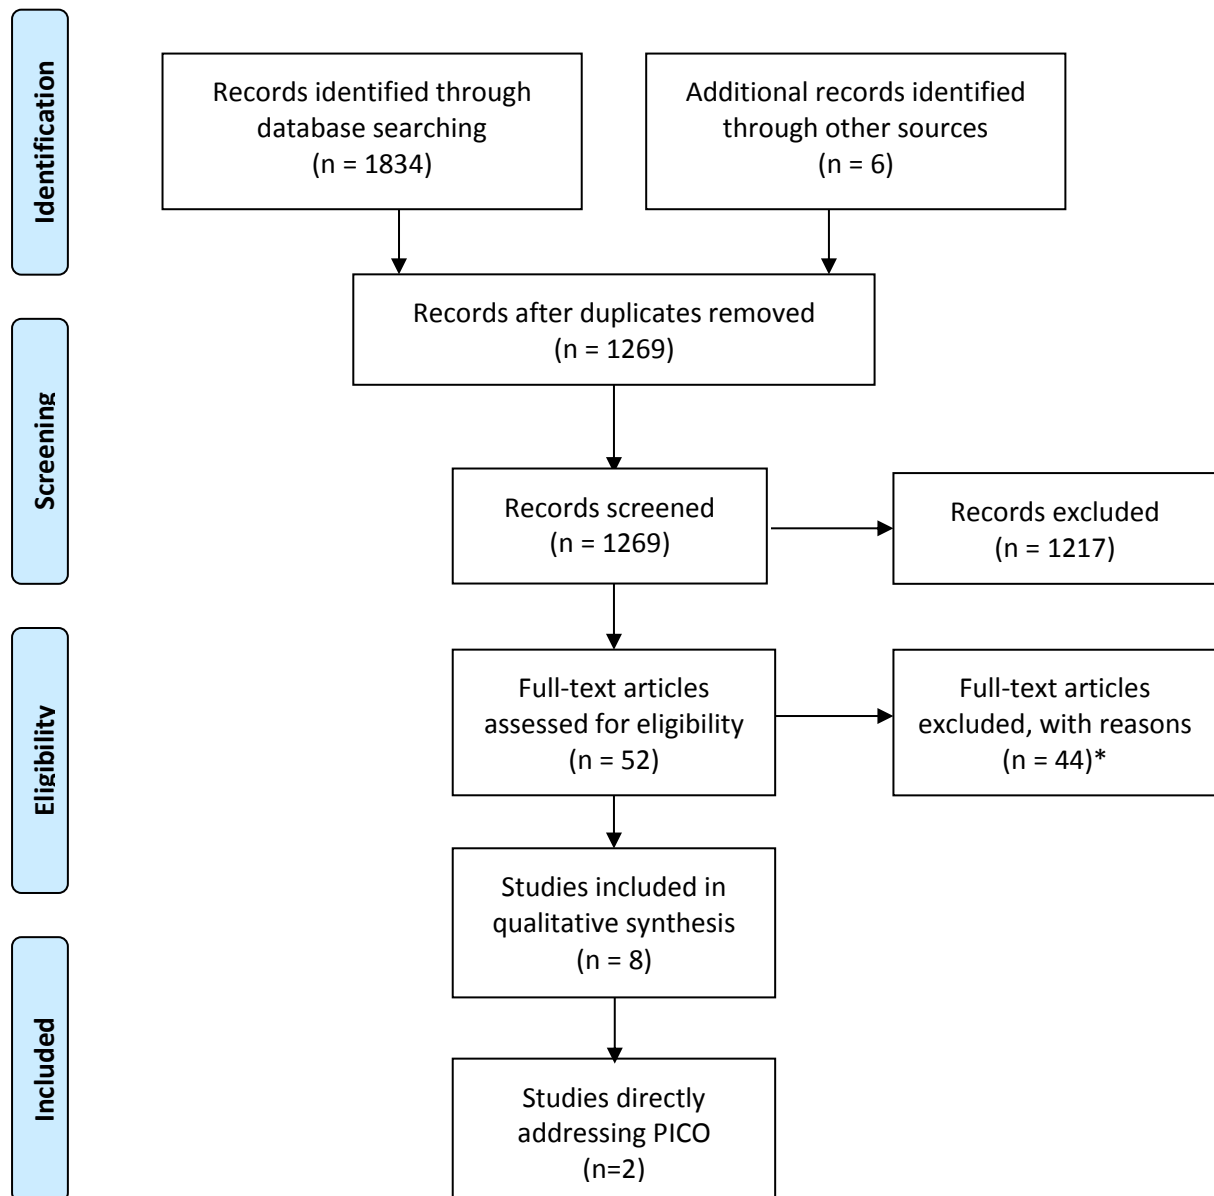 Identification
Records identified through
database searching
(n = 1834)
Additional records identified
through other sources
(n = 6)
Records after duplicates removed
(n = 1269)
Screening
Records screened
(n = 1269)
Records excluded
(n = 1217)
Eligibility
Full-text articles
assessed for eligibility
(n = 52)
Full-text articles
excluded, with reasons
(n = 44)*
Studies included in
qualitative synthesis
(n = 8)
Included
Studies directly
addressing PICO
(n=2)